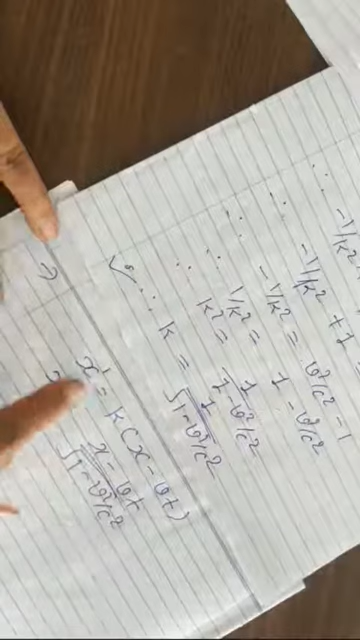 ∴ -1/k²
∴ -1/k² + 1 =
∴ -1/k² = v²/c² - 1
∴ 1/k² = 1 - v²/c²
∴ k² = 1/1-v²/c²
✓ ∴ k = 1/√1-v²/c²
⇒ x' = k(x - vt)
x - vt/√1-v²/c²